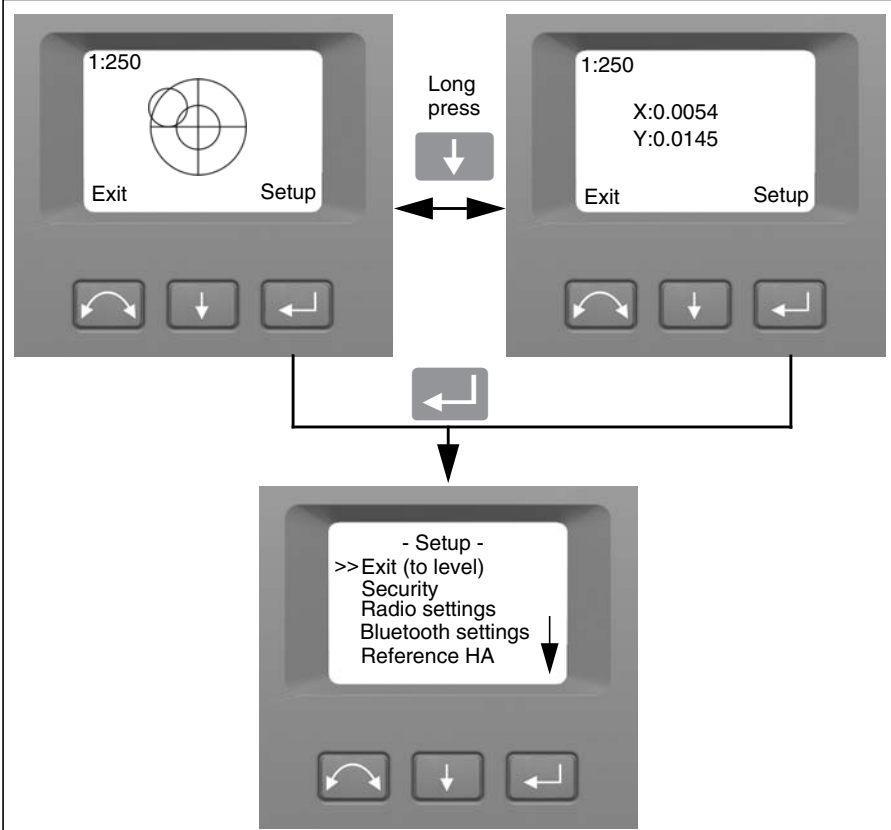 1:250
Exit Setup
Long
press
1:250
X:0.0054
Y:0.0145
Exit Setup
- Setup -
>>Exit (to level)
Security
Radio settings
Bluetooth settings
Reference HA